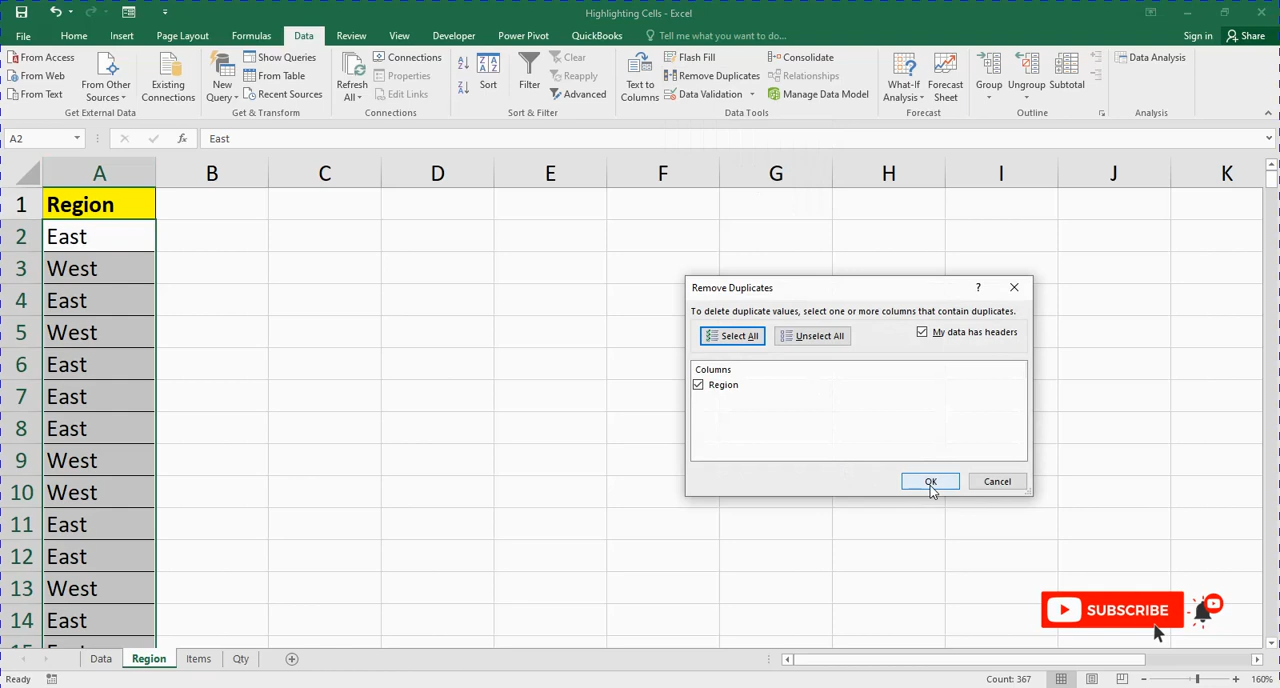 Highlighting Cells - Excel
File Home Insert Page Layout Formulas Data Review View Developer Power Pivot QuickBooks Tell me what you want to do... Sign in Share
From Access
From Web
From Text
From Other Sources
Get External Data
Existing Connections
New Query
Show Queries
From Table
Recent Sources
Get & Transform
Refresh All
Connections
Properties
Edit Links
Connections
Sort
Filter
Clear
Reapply
Advanced
Sort & Filter
Text to Columns
Flash Fill
Remove Duplicates
Data Validation
Consolidate
Relationships
Manage Data Model
Data Tools
What-If Analysis
Forecast Sheet
Forecast
Group
Ungroup
Subtotal
Outline
Data Analysis
Analysis
A2 fx East
A B C D E F G H I J K
1 Region
2 East
3 West
4 East
5 West
6 East
7 East
8 East
9 West
10 West
11 East
12 East
13 West
14 East
Remove Duplicates ?
To delete duplicate values, select one or more columns that contain duplicates.
Select All Unselect All My data has headers
Columns
Region
OK Cancel
SUBSCRIBE
Data Region Items Qty
Ready Count: 367 160%